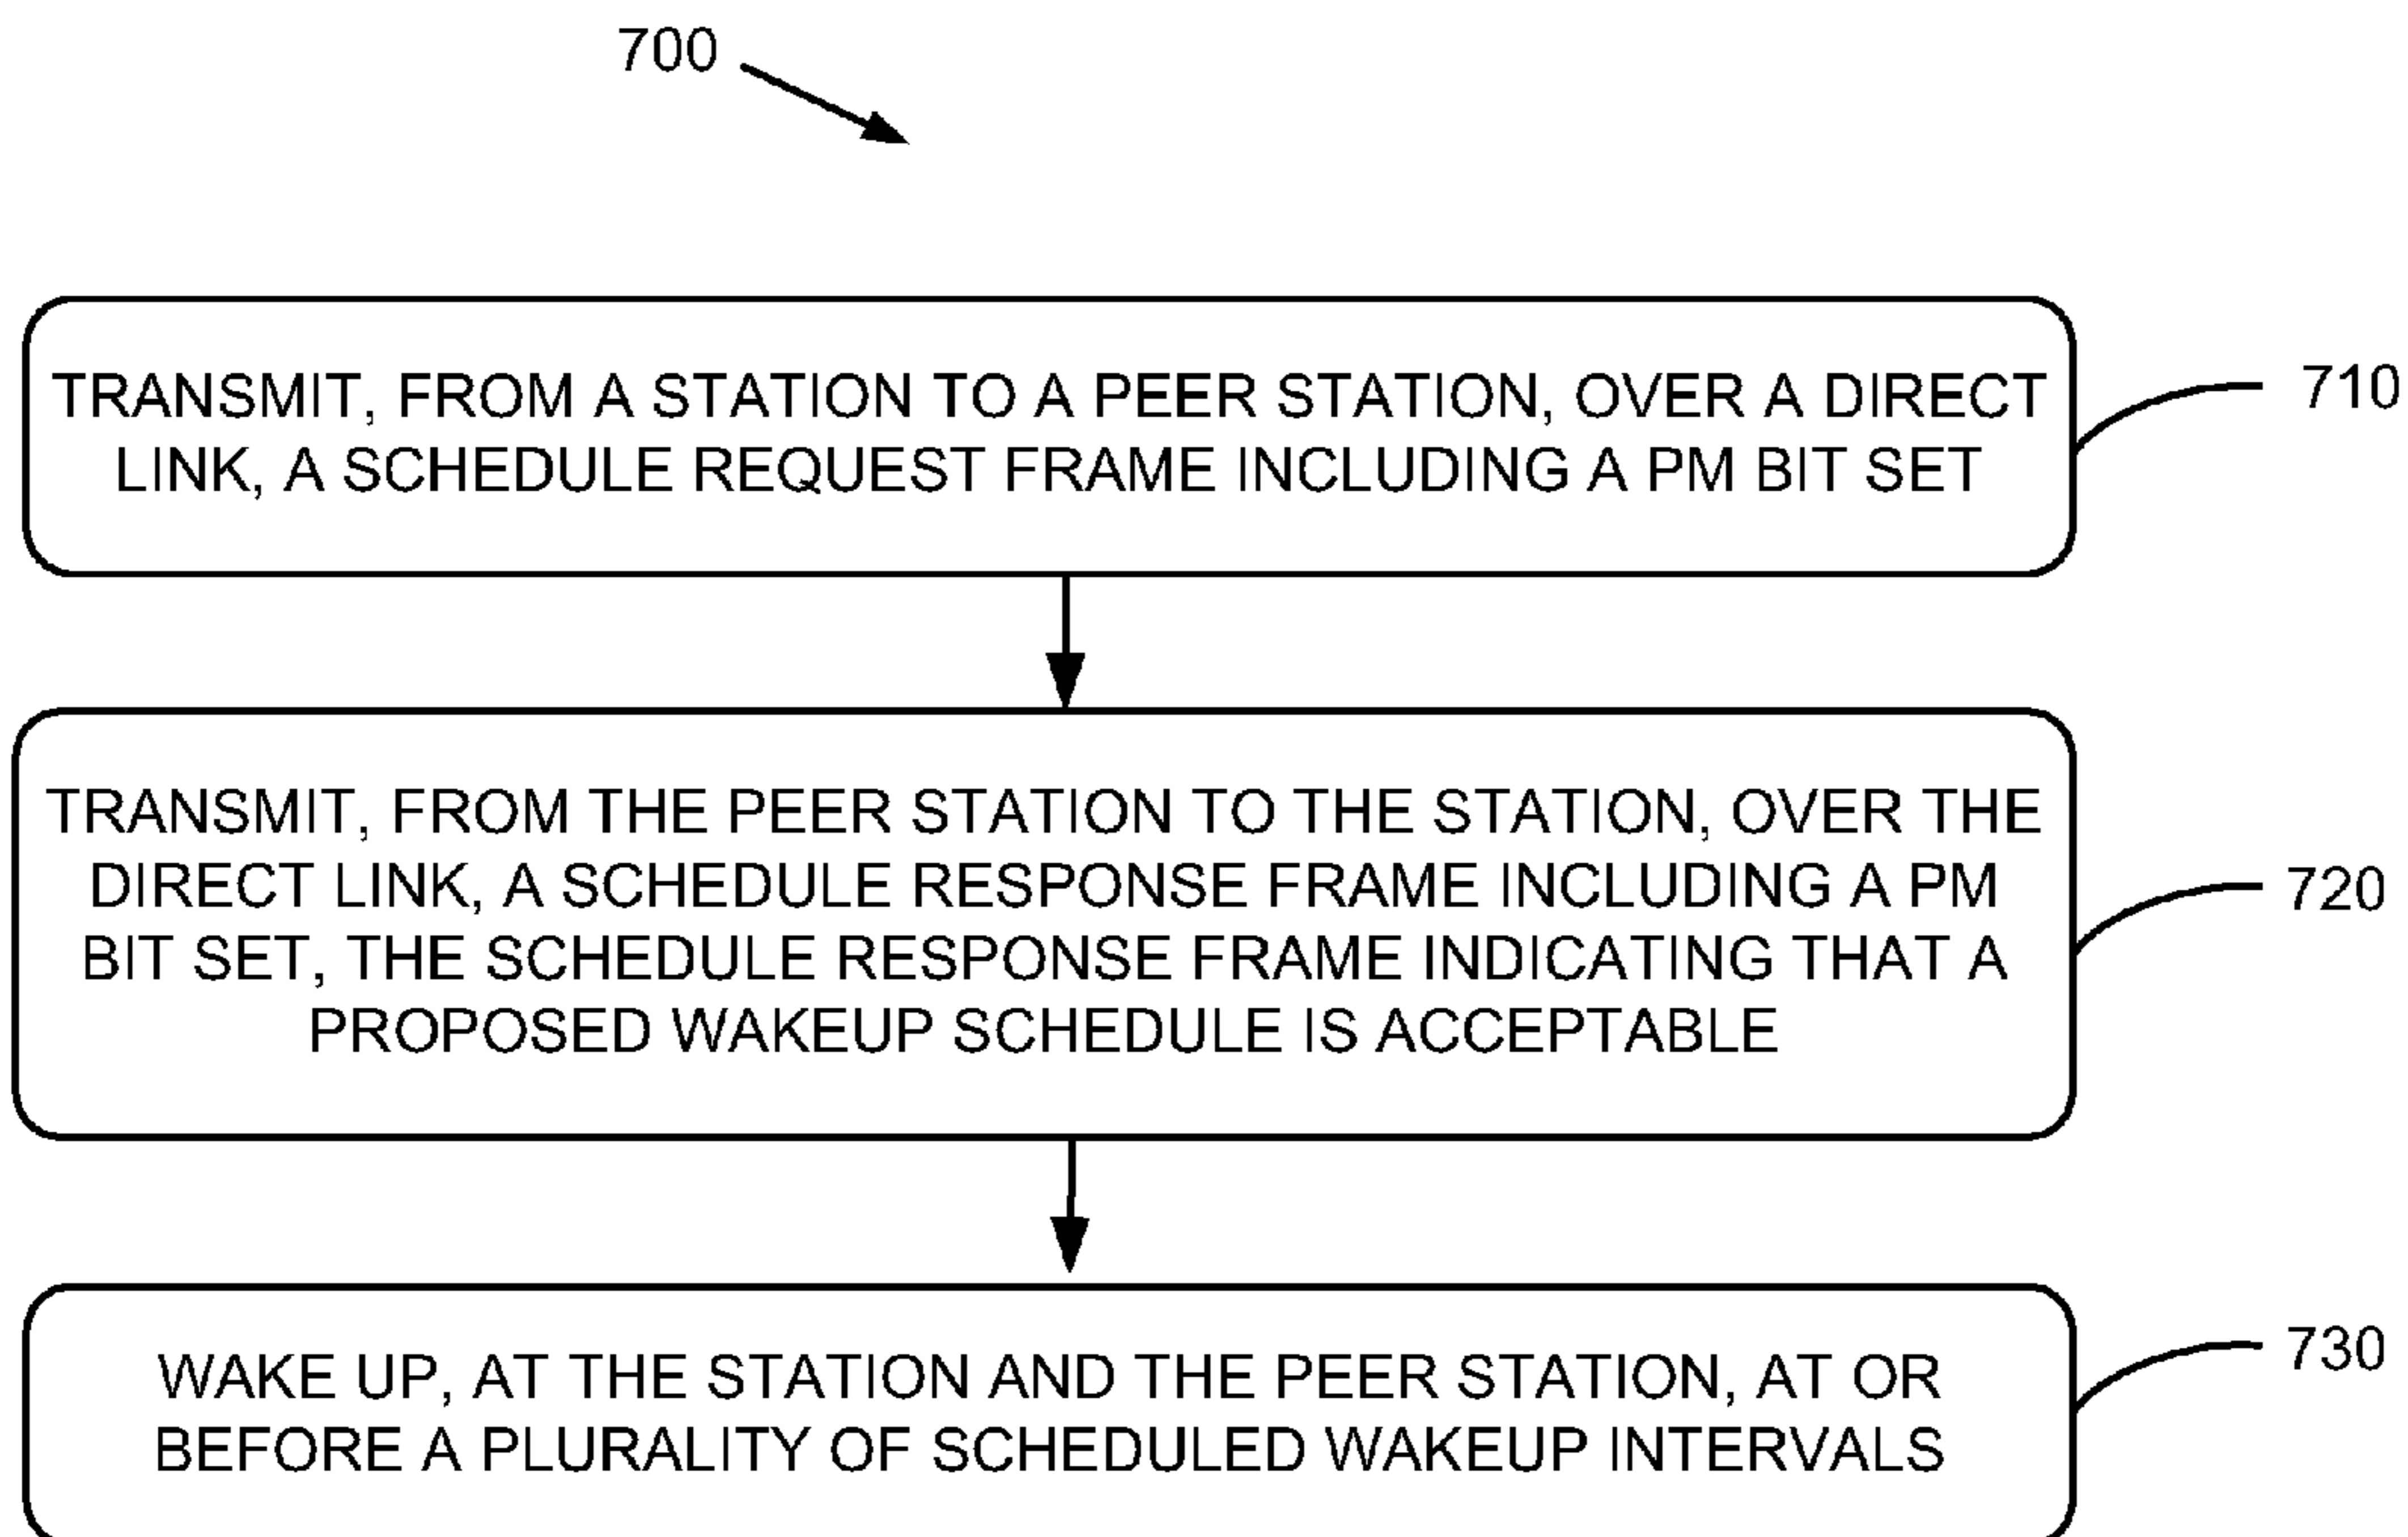 700
TRANSMIT, FROM A STATION TO A PEER STATION, OVER A DIRECT
LINK, A SCHEDULE REQUEST FRAME INCLUDING A PM BIT SET
710
TRANSMIT, FROM THE PEER STATION TO THE STATION, OVER THE
DIRECT LINK, A SCHEDULE RESPONSE FRAME INCLUDING A PM
BIT SET, THE SCHEDULE RESPONSE FRAME INDICATING THAT A
PROPOSED WAKEUP SCHEDULE IS ACCEPTABLE
720
WAKE UP, AT THE STATION AND THE PEER STATION, AT OR
BEFORE A PLURALITY OF SCHEDULED WAKEUP INTERVALS
730